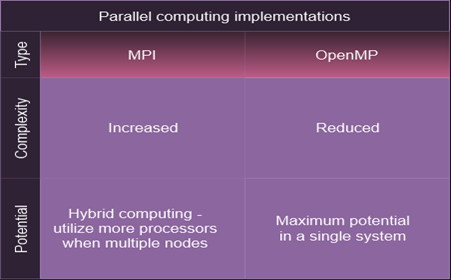 Parallel computing implementations
Type
MPI
OpenMP
Complexity
Increased
Reduced
Potential
Hybrid computing -
utilize more processors
when multiple nodes
Maximum potential
in a single system